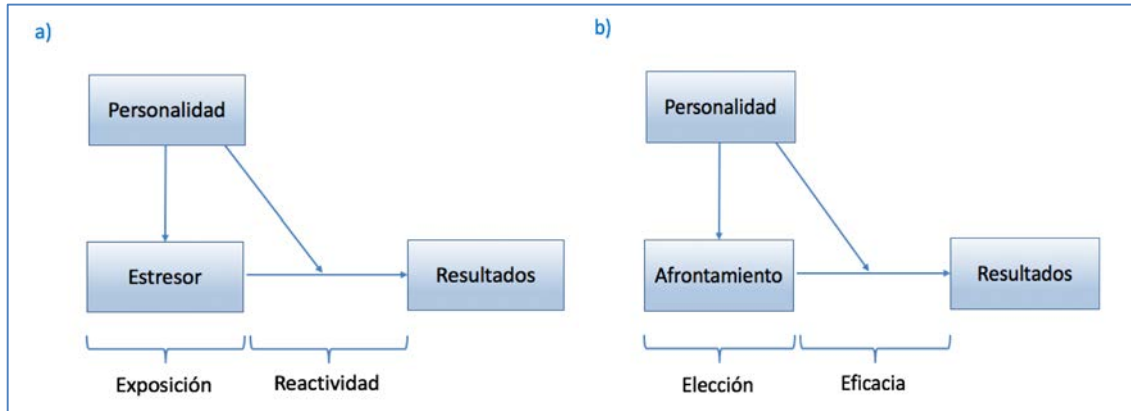 a)
Personalidad
Estresor
Resultados
Exposición
Reactividad
b)
Personalidad
Afrontamiento
Resultados
Elección
Eficacia